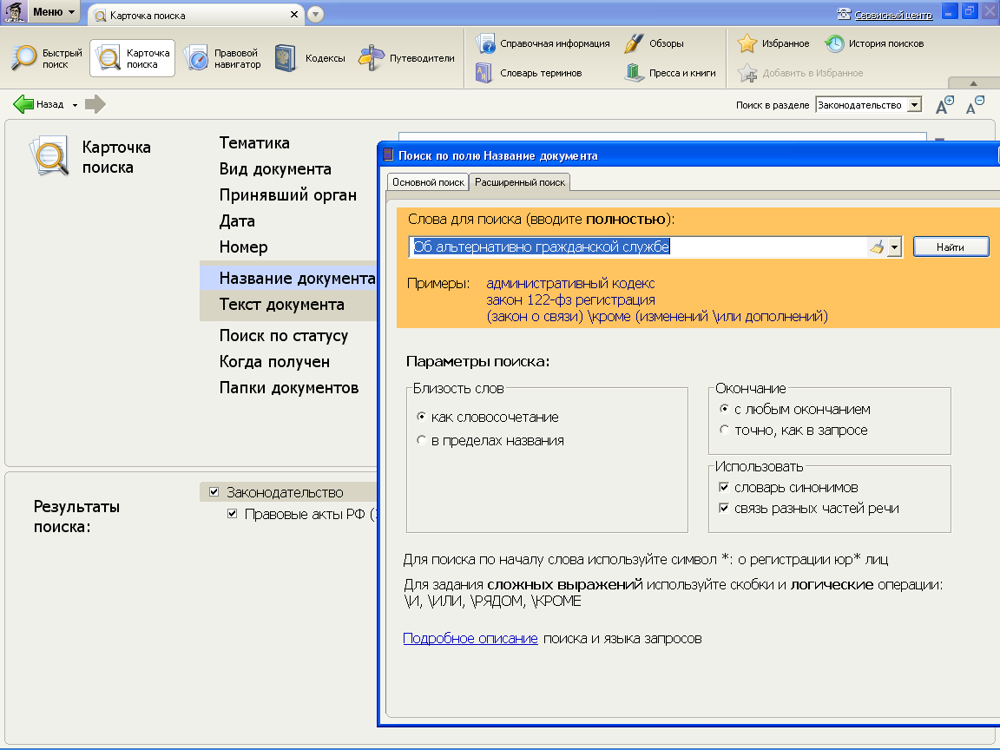 Меню
Карточка поиска
Сервисный центр
Быстрый
поиск
Карточка
поиска
Правовой
навигатор
Кодексы
Путеводители
Справочная информация
Словарь терминов
Обзоры
Пресса и книги
Избранное
История поисков
Добавить в Избранное
Назад
Поиск в разделе
Законодательство
Карточка
поиска
Тематика
Вид документа
Принявший орган
Дата
Номер
Название документа
Текст документа
Поиск по статусу
Когда получен
Папки документов
Результаты
поиска:
Законодательство
Правовые акты РФ (
Поиск по полю Название документа
Основной поиск
Расширенный поиск
Слова для поиска (вводите полностью):
Об альтернативно гражданской службе
Найти
Примеры:
административный кодекс
закон 122-фз регистрация
(закон о связи) \кроме (изменений \или дополнений)
Параметры поиска:
Близость слов
как словосочетание
в пределах названия
Окончание
с любым окончанием
точно, как в запросе
Использовать
словарь синонимов
связь разных частей речи
Для поиска по началу слова используйте символ *: о регистрации юр* лиц
Для задания сложных выражений используйте скобки и логические операции:
\И, \ИЛИ, \РЯДОМ, \КРОМЕ
Подробное описание поиска и языка запросов